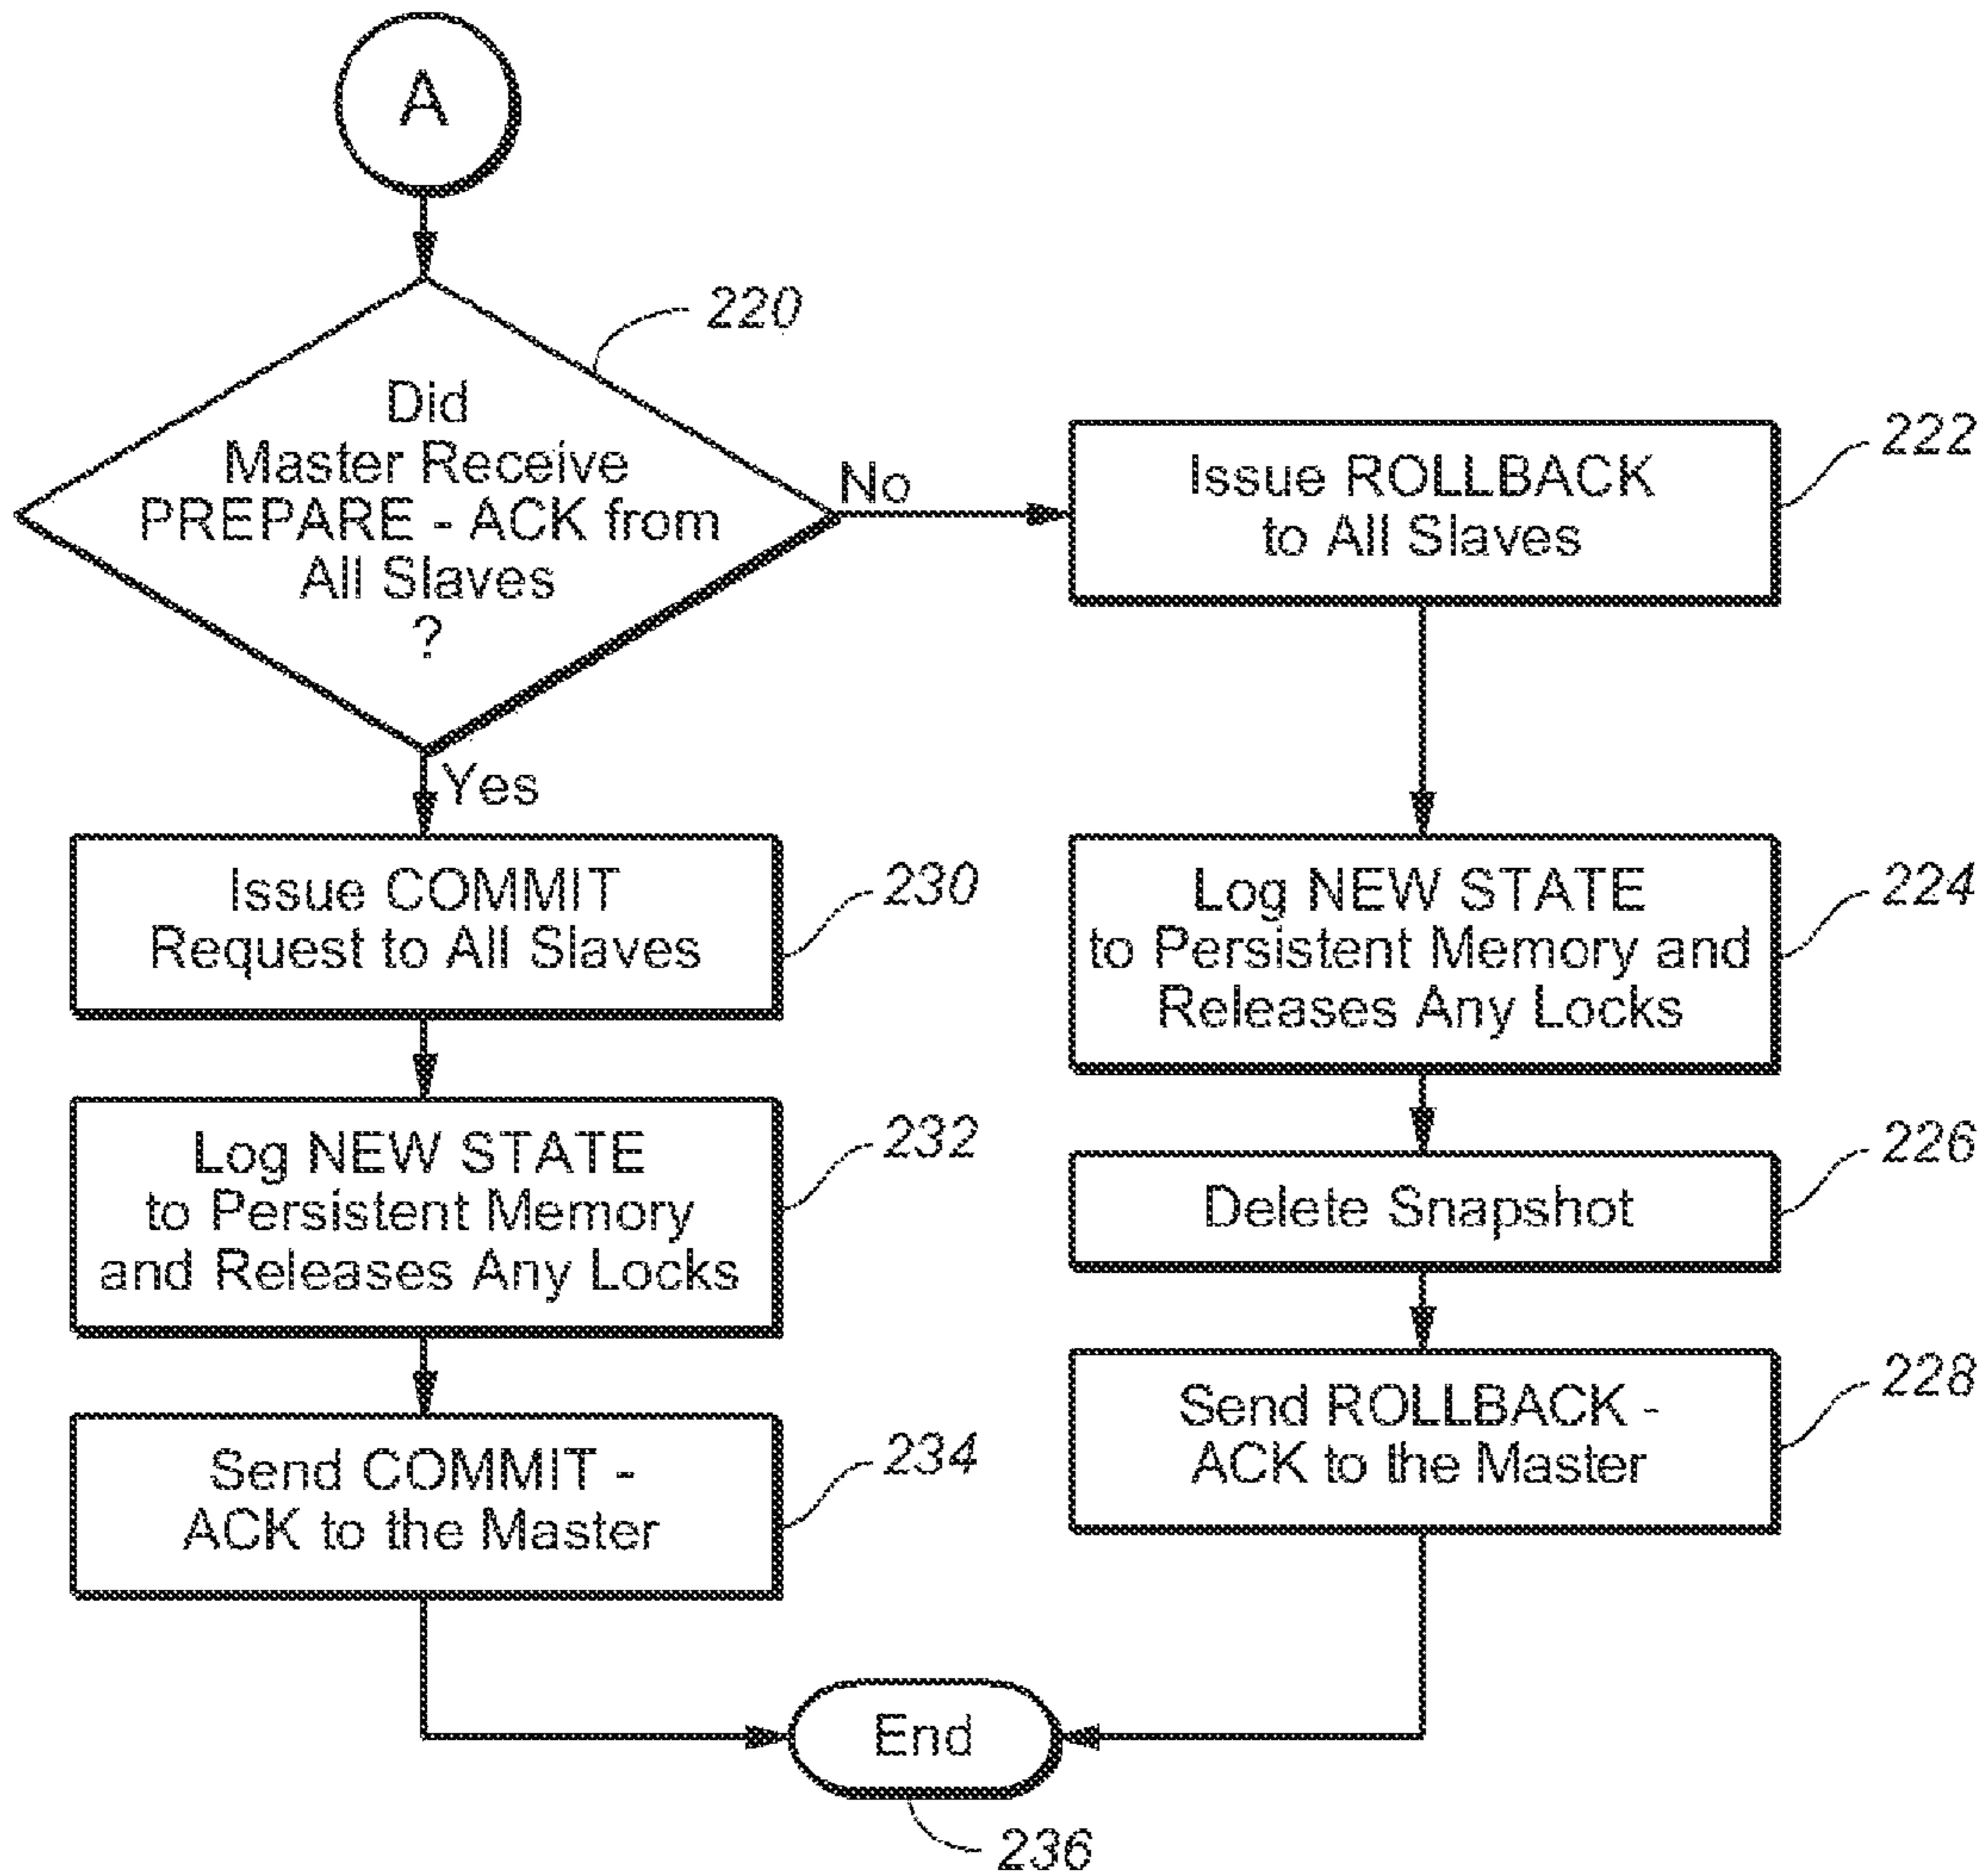 A
220
Did
Master Receive
PREPARE - ACK from
All Slaves
?
No
Issue ROLLBACK
to All Slaves
222
Yes
Issue COMMIT
Request to All Slaves
230
Log NEW STATE
to Persistent Memory and
Releases Any Locks
224
Log NEW STATE
to Persistent Memory
and Releases Any Locks
232
Delete Snapshot
226
Send COMMIT -
ACK to the Master
234
Send ROLLBACK -
ACK to the Master
228
End
236